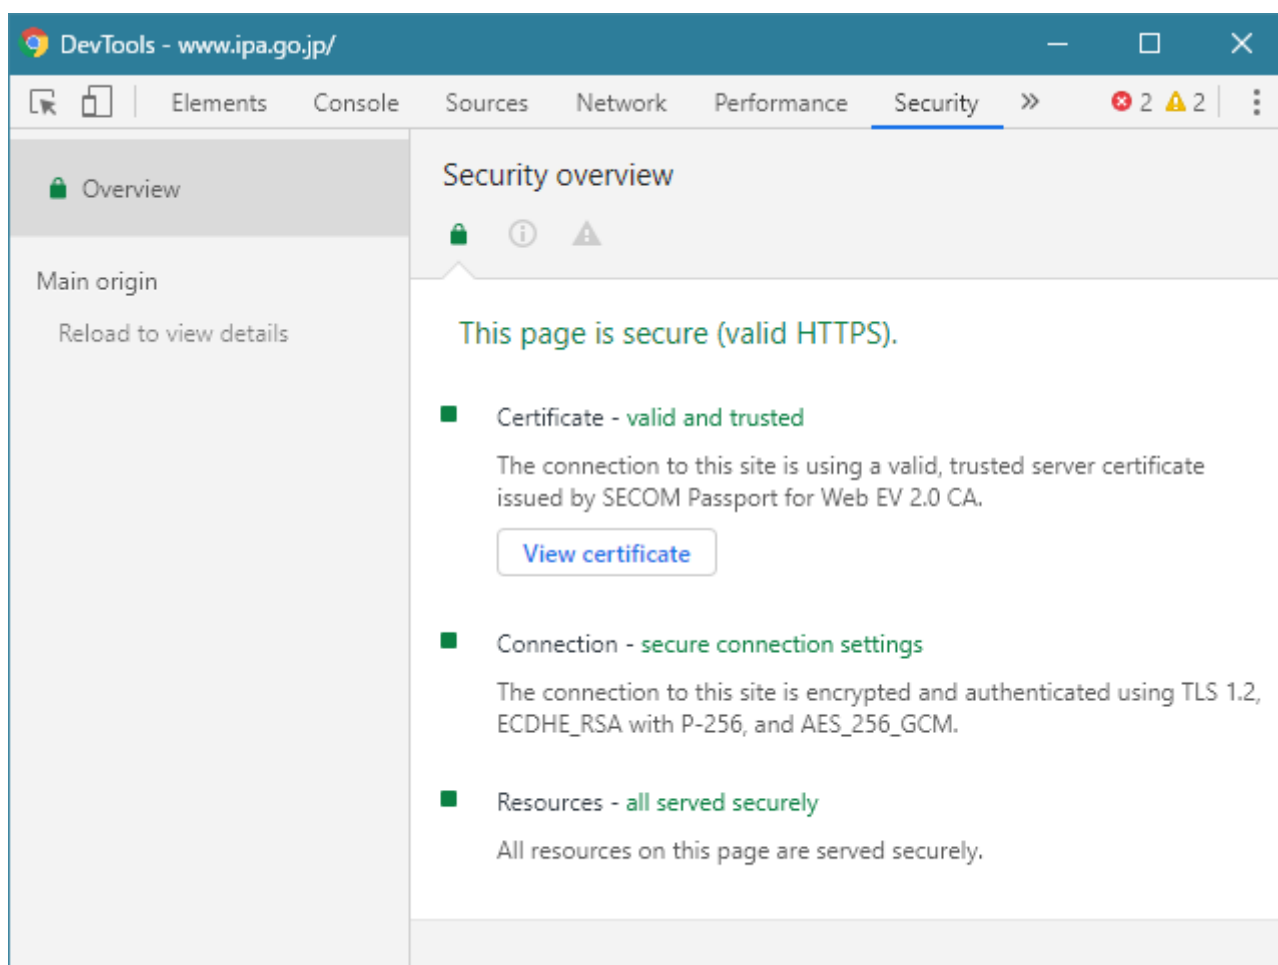 DevTools - www.ipa.go.jp/
Elements Console Sources Network Performance Security » 2 2
Overview
Main origin
Reload to view details
Security overview
This page is secure (valid HTTPS).
Certificate - valid and trusted
The connection to this site is using a valid, trusted server certificate
issued by SECOM Passport for Web EV 2.0 CA.
View certificate
Connection - secure connection settings
The connection to this site is encrypted and authenticated using TLS 1.2,
ECDHE_RSA with P-256, and AES_256_GCM.
Resources - all served securely
All resources on this page are served securely.